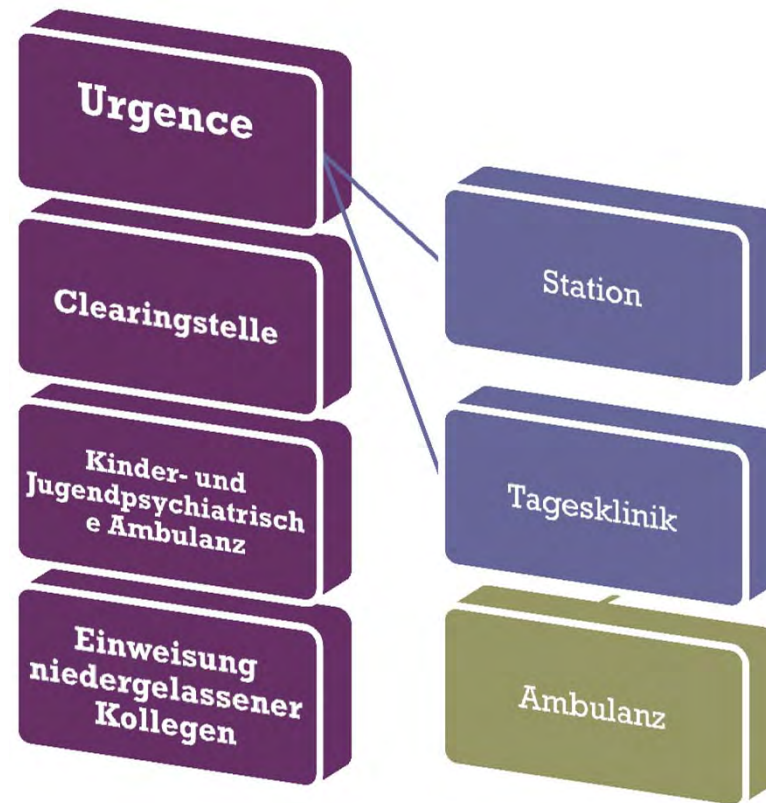 Urgence
Clearingstelle
Kinder- und
Jugendpsychiatrisch
e Ambulanz
Einweisung
niedergelassener
Kollegen
Station
Tagesklinik
Ambulanz